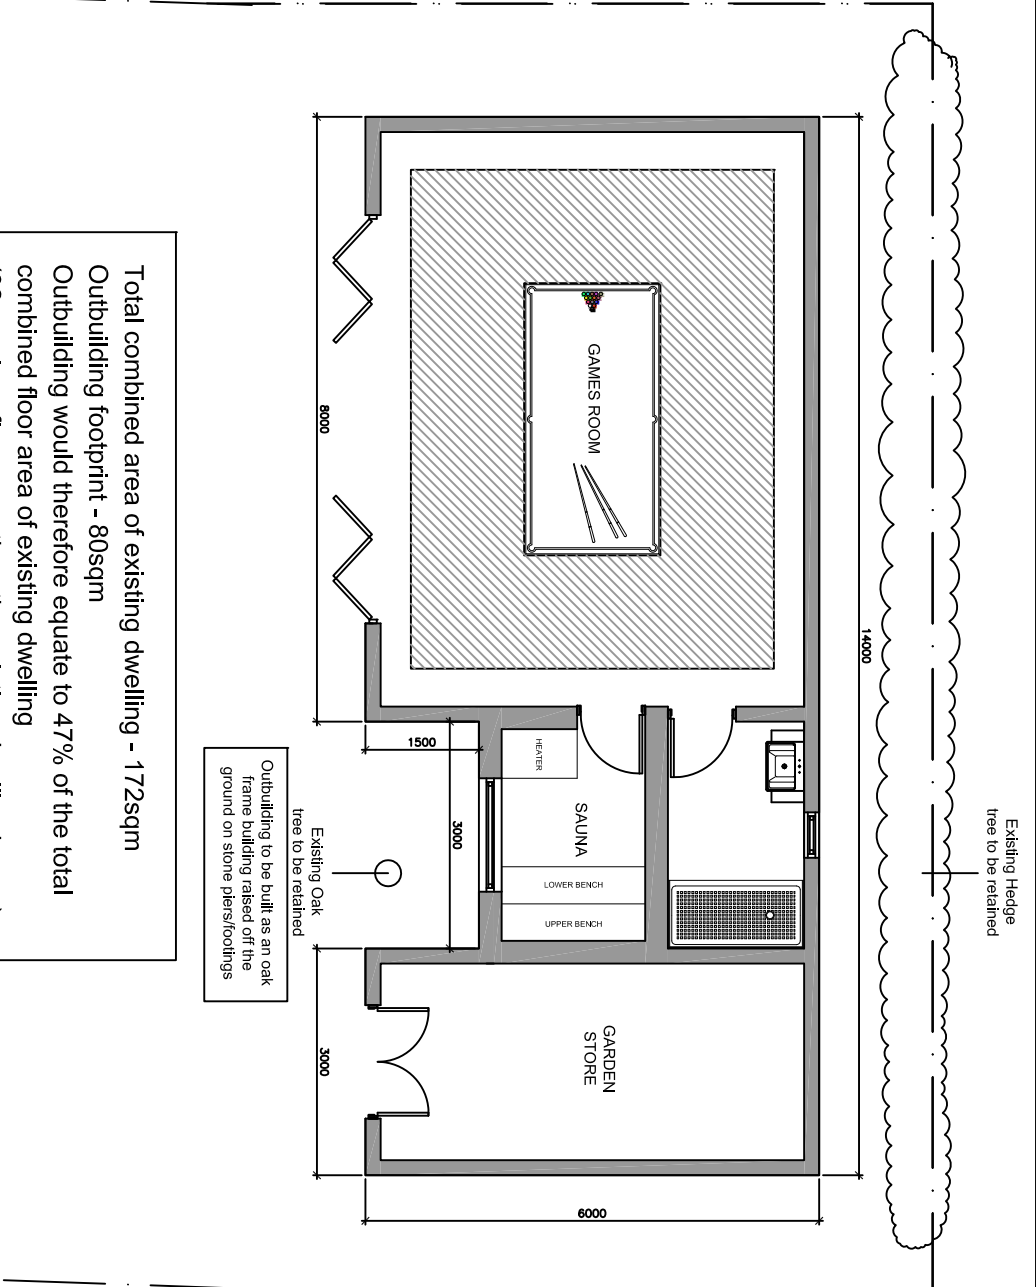 Existing Hedge
tree to be retained
14000
GAMES ROOM
8000
HEATER
SAUNA
LOWER BENCH
UPPER BENCH
1500
3000
Existing Oak
tree to be retained
Outbuilding to be built as an oak
frame building raised off the
ground on stone piers/footings
GARDEN
STORE
3000
6000
Total combined area of existing dwelling - 172sqm
Outbuilding footprint - 80sqm
Outbuilding would therefore equate to 47% of the total
combined floor area of existing dwelling